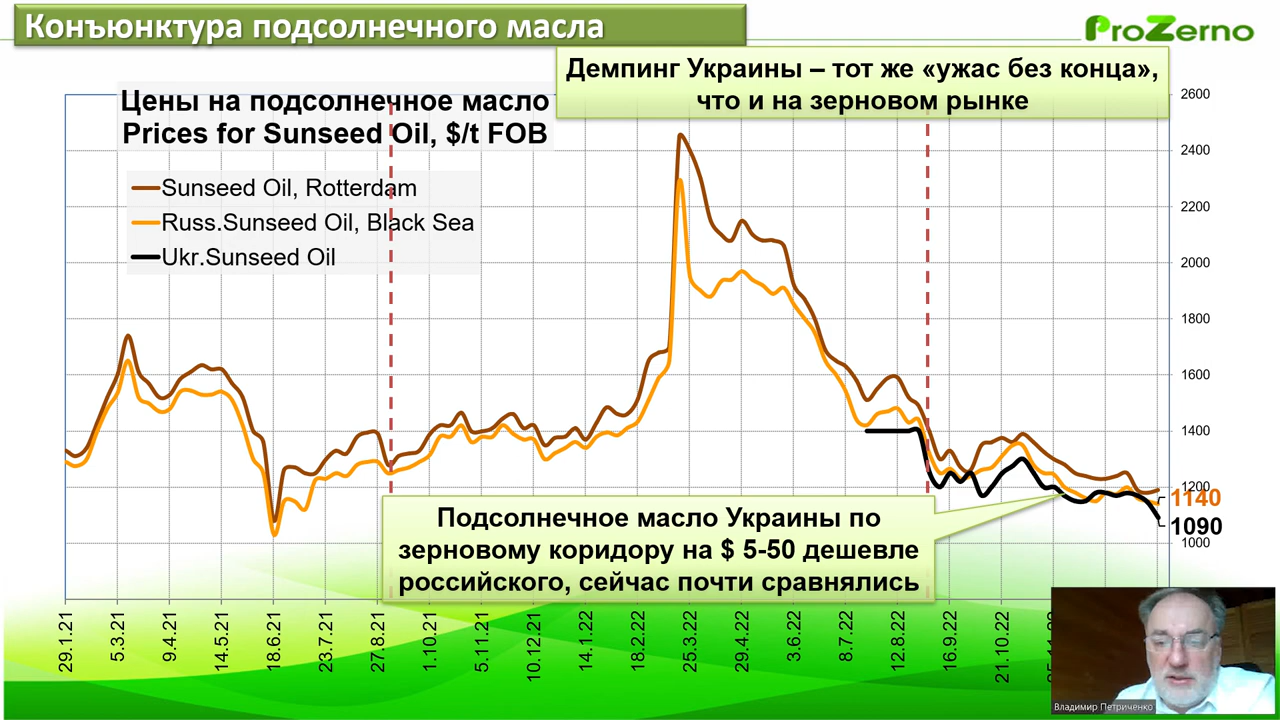 Конъюнктура подсолнечного масла
ProZerno
Демпинг Украины – тот же «ужас без конца»,
что и на зерновом рынке
Цены на подсолнечное масло
Prices for Sunseed Oil, $/t FOB
Sunseed Oil, Rotterdam
Russ.Sunseed Oil, Black Sea
Ukr.Sunseed Oil
2600
2400
2200
2000
1800
1600
1400
1200
1140
1090
1000
Подсолнечное масло Украины по
зерновому коридору на $ 5-50 дешевле
российского, сейчас почти сравнялись
29.1.21
5.3.21
9.4.21
14.5.21
18.6.21
23.7.21
27.8.21
1.10.21
5.11.21
10.12.21
14.1.22
18.2.22
25.3.22
29.4.22
3.6.22
8.7.22
12.8.22
16.9.22
21.10.22
Владимир Петриченко